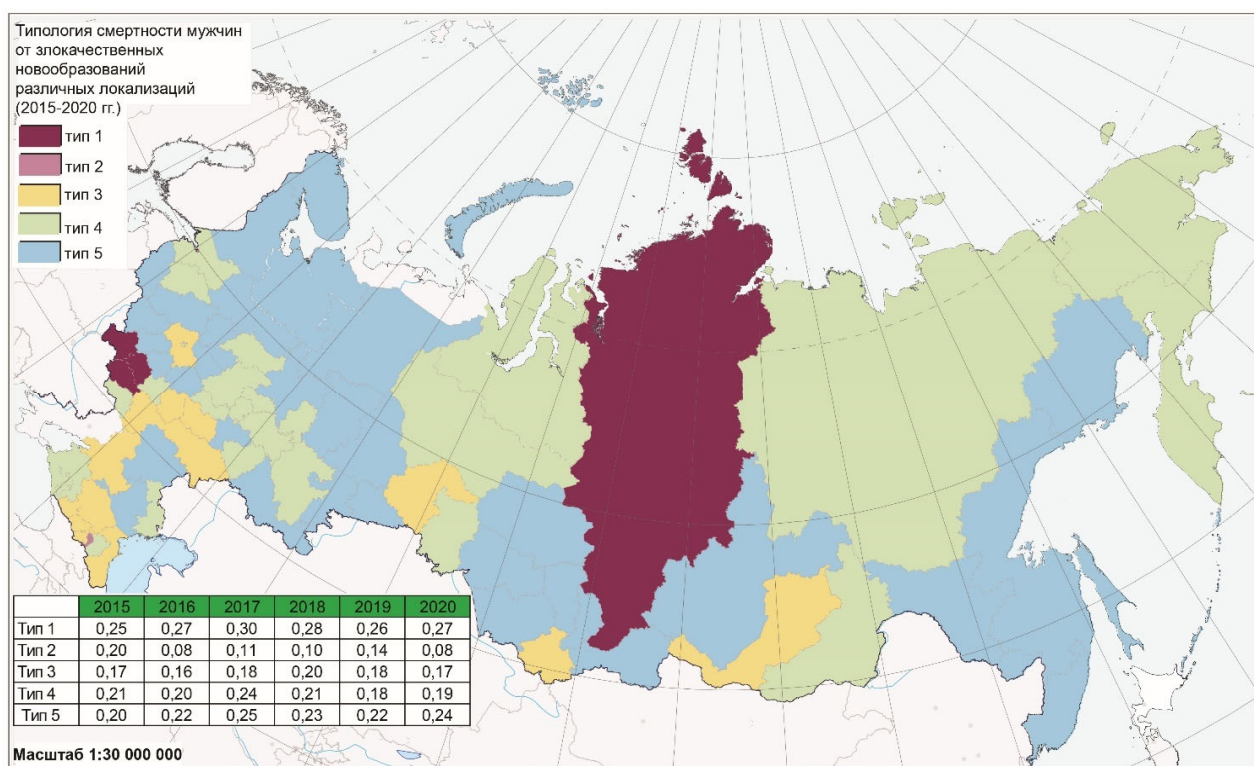 Типология смертности мужчин
от злокачественных
новообразований
различных локализаций
(2015-2020 гг.)
тип 1
тип 2
тип 3
тип 4
тип 5
2015 2016 2017 2018 2019 2020
Тип 1 0,25 0,27 0,30 0,28 0,26 0,27
Тип 2 0,20 0,08 0,11 0,10 0,14 0,08
Тип 3 0,17 0,16 0,18 0,20 0,18 0,17
Тип 4 0,21 0,20 0,24 0,21 0,18 0,19
Тип 5 0,20 0,22 0,25 0,23 0,22 0,24
Масштаб 1:30 000 000